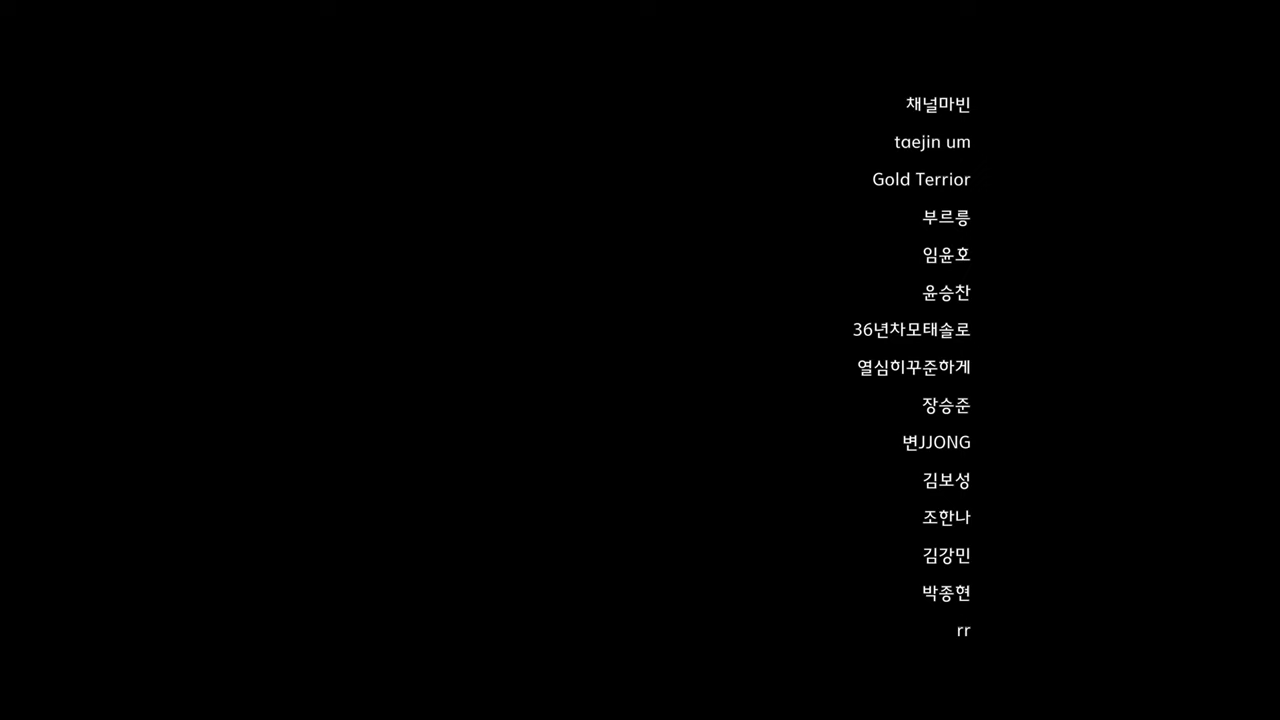 채널마빈
taejin um
Gold Terrior
부르릉
임윤호
윤승찬
36년차모태솔로
열심히꾸준하게
장승준
변JJONG
김보성
조한나
김강민
박종현
rr